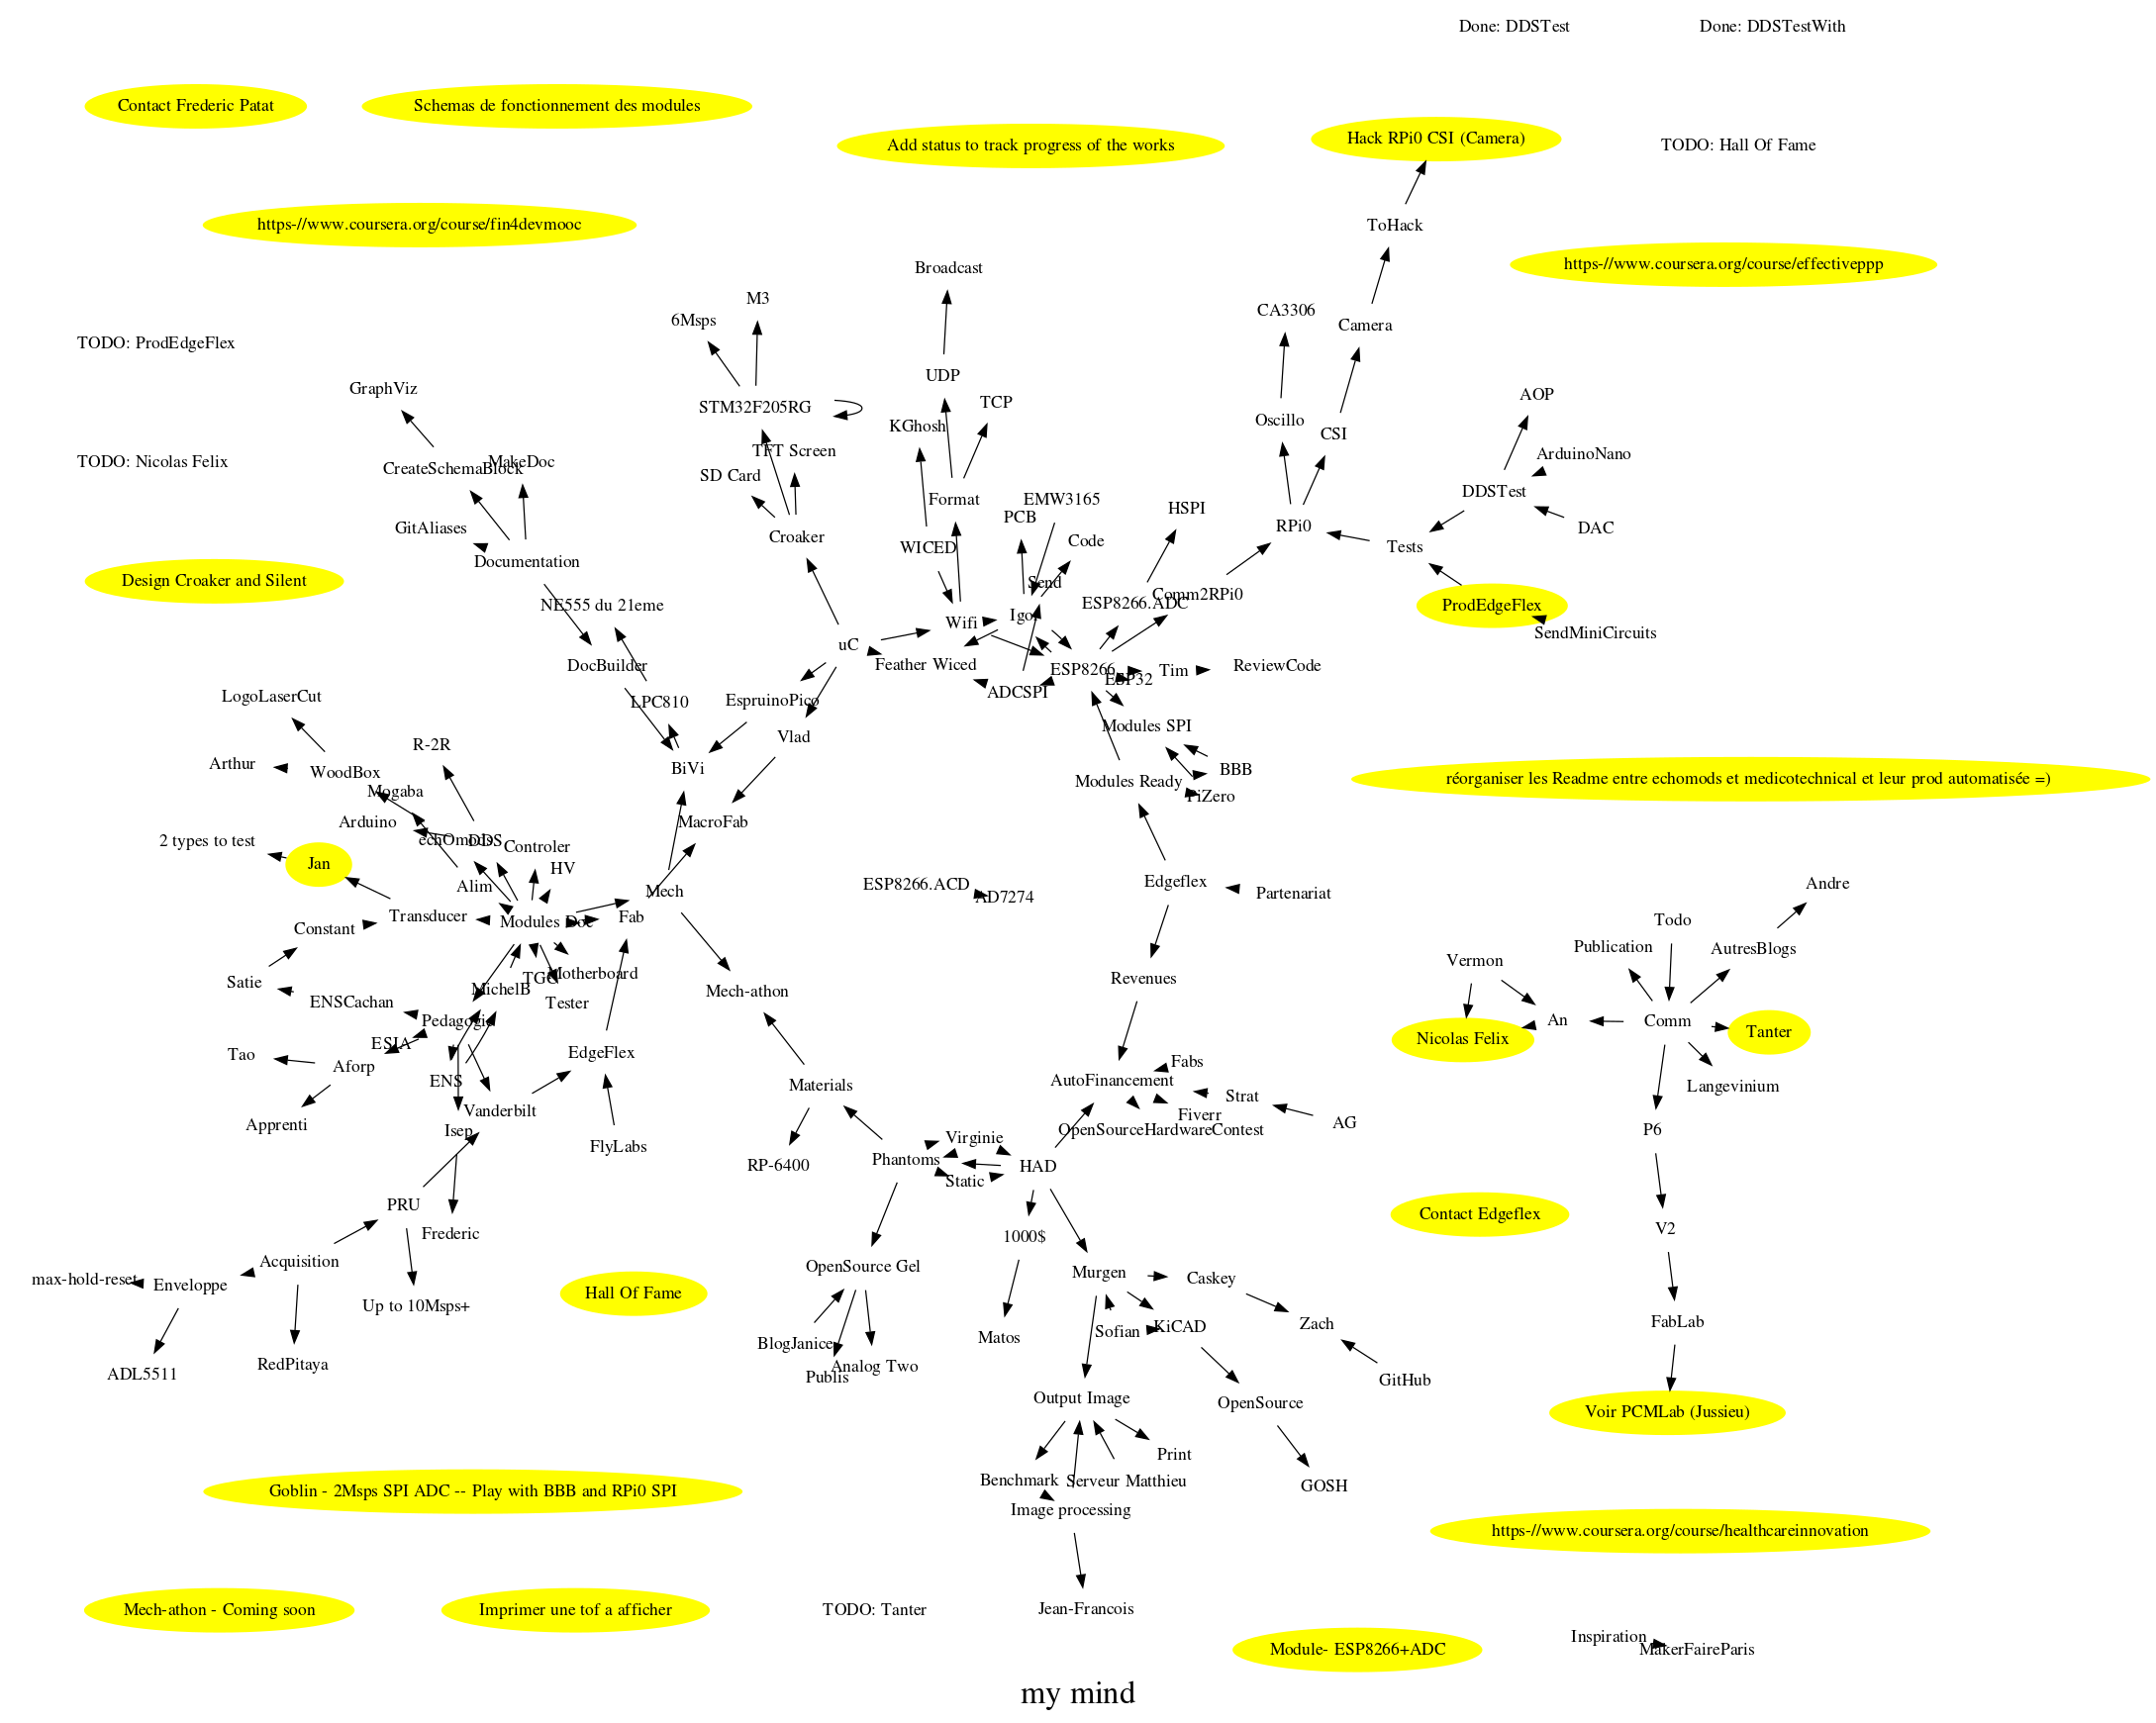 Done: DDSTest
Done: DDSTestWith
Contact Frederic Patat
Schemas de fonctionnement des modules
Add status to track progress of the works
Hack RPi0 CSI (Camera)
TODO: Hall Of Fame
https-//www.coursera.org/course/fin4devmooc
ToHack
https-//www.coursera.org/course/effectiveppp
Broadcast
M3
6Msps
CA3306
Camera
TODO: ProdEdgeFlex
GraphViz
UDP
TCP
AOP
STM32F205RG
KGhosh
Oscillo
CSI
TFT Screen
ArduinoNano
TODO: Nicolas Felix
CreateSchemaBlock
MakeDoc
SD Card
DDSTest
Format
EMW3165
HSPI
PCB
GitAliases
RPi0
DAC
Croaker
Code
WICED
Tests
Documentation
Design Croaker and Silent
Send
Comm2RPi0
NE555 du 21eme
ESP8266.ADC
ProdEdgeFlex
Igor
Wifi
SendMiniCircuits
uC
DocBuilder
Feather Wiced
ESP8266
Tim
ReviewCode
ESP32
ADCSPI
LogoLaserCut
LPC810
EspruinoPico
Modules SPI
R-2R
Vlad
Arthur
WoodBox
BiVi
BBB
Modules Ready
réorganiser les Readme entre echomods et medicotechnical et leur prod automatisée =)
Mogaba
PiZero
Arduino
MacroFab
2 types to test
echOmods
DDS
Controler
Jan
HV
Alim
Mech
ESP8266.ACD
AD7274
Edgeflex
Partenariat
Andre
Transducer
Modules
Doc
Fab
Todo
Constant
Publication
AutresBlogs
Vermon
Satie
TGC
Motherboard
Revenues
MichelB
Mech-athon
ENSCachan
Tester
Pedagogie
An
Comm
Nicolas Felix
Tanter
ESIA
Tao
Aforp
EdgeFlex
Fabs
ENS
Materials
AutoFinancement
Langevinium
Strat
Vanderbilt
Fiverr
Apprenti
AG
Isep
OpenSourceHardwareContest
P6
Virginie
FlyLabs
RP-6400
Phantoms
HAD
Static
PRU
Contact Edgeflex
Frederic
1000$
V2
Acquisition
OpenSource Gel
Murgen
Caskey
max-hold-reset
Enveloppe
Hall Of Fame
Up to 10Msps+
Matos
Sofian
KiCAD
Zach
FabLab
BlogJanice
RedPitaya
Analog Two
ADL5511
Publis
GitHub
Output Image
OpenSource
Voir PCMLab (Jussieu)
Print
Benchmark
Serveur Matthieu
GOSH
Goblin - 2Msps SPI ADC -- Play with BBB and RPi0 SPI
Image processing
https-//www.coursera.org/course/healthcareinnovation
Mech-athon - Coming soon
Imprimer une tof a afficher
TODO: Tanter
Jean-Francois
Inspiration
MakerFaireParis
Module- ESP8266+ADC
my mind